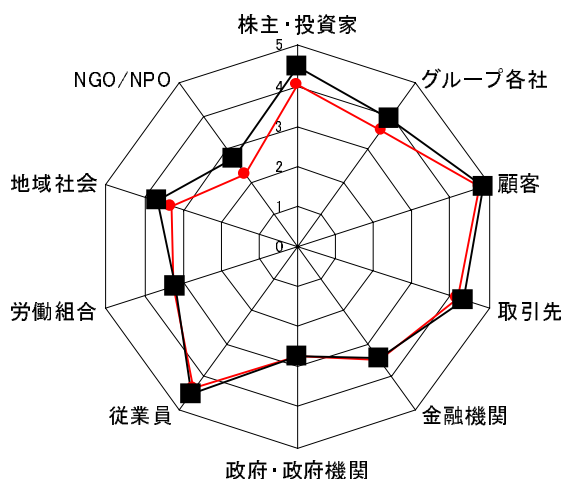 株主・投資家
グループ各社
顧客
取引先
金融機関
政府・政府機関
従業員
労働組合
地域社会
NGO/NPO
5
4
3
2
1
0